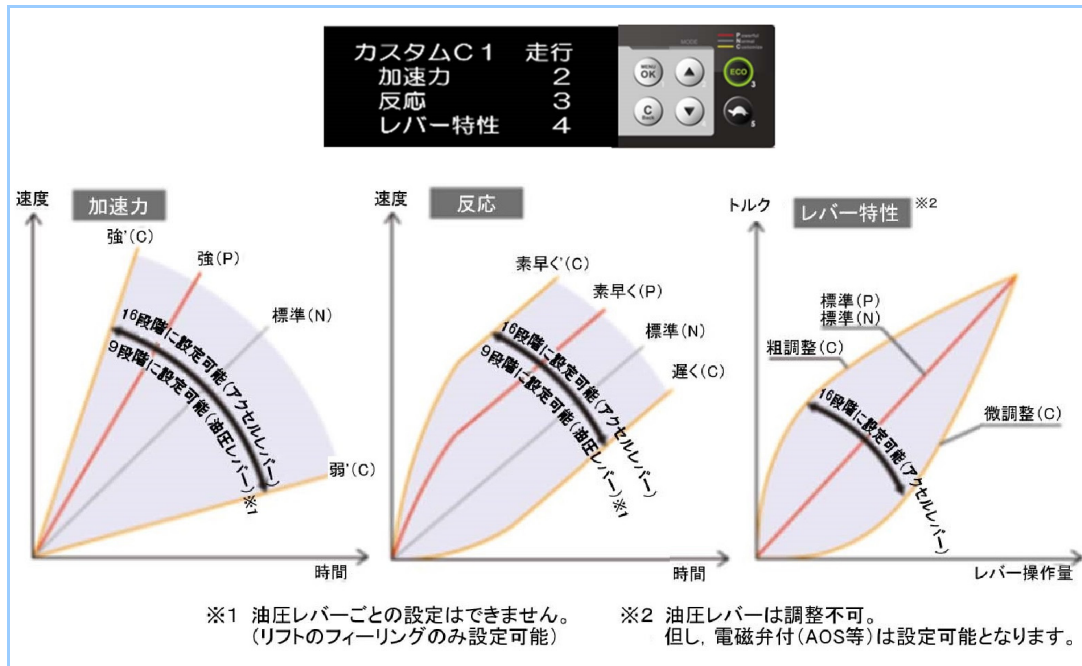 カスタムC1 走行
加速力 2
反応 3
レバー特性 4
MODE
Powerful
Normal
Customize
MENU
OK
1
2
ECO
3
C
Back
4
5
速度
加速力
強'(C)
強(P)
標準(N)
16段階に設定可能(アクセルレバー)
9段階に設定可能(油圧レバー)※1
弱'(C)
時間
速度
反応
素早く'(C)
素早く(P)
標準(N)
遅く(C)
16段階に設定可能(アクセルレバー)
9段階に設定可能(油圧レバー)※1
時間
トルク
レバー特性 ※2
標準(P)
標準(N)
粗調整(C)
微調整(C)
16段階に設定可能(アクセルレバー)
レバー操作量
※1 油圧レバーごとの設定はできません。
(リフトのフィーリングのみ設定可能)
※2 油圧レバーは調整不可。
但し, 電磁弁付(AOS等)は設定可能となります。